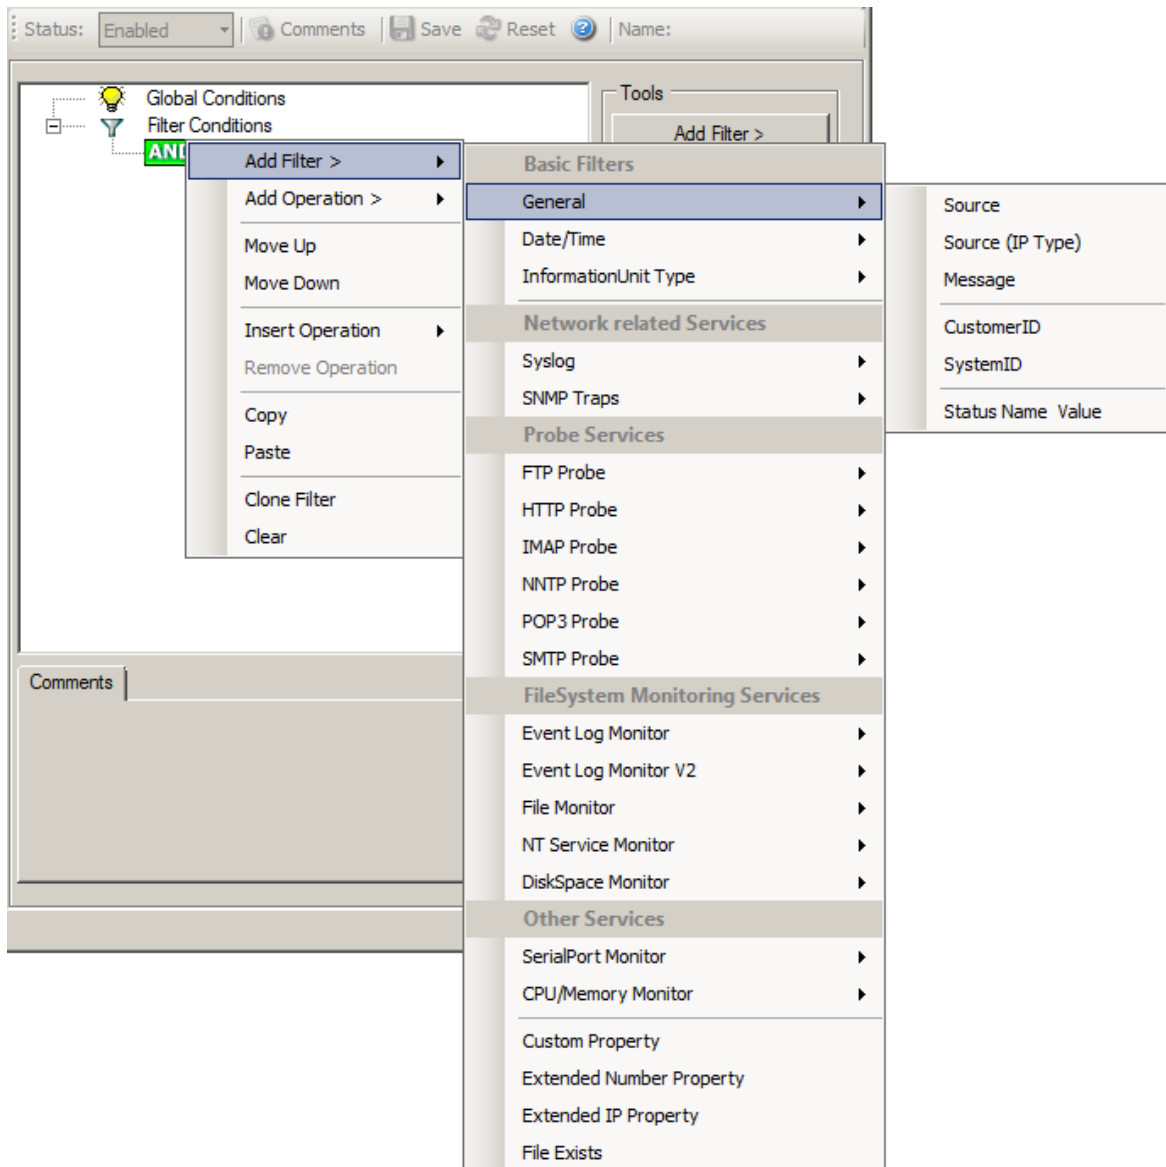 Status: Enabled Comments Save Reset Name:
Global Conditions
Filter Conditions
Tools
Add Filter >
Add Filter >
Add Operation >
Move Up
Move Down
Insert Operation
Remove Operation
Copy
Paste
Clone Filter
Clear
Basic Filters
General
Date/Time
InformationUnit Type
Network related Services
Syslog
SNMP Traps
Probe Services
FTP Probe
HTTP Probe
IMAP Probe
NNTP Probe
POP3 Probe
SMTP Probe
FileSystem Monitoring Services
Event Log Monitor
Event Log Monitor V2
File Monitor
NT Service Monitor
DiskSpace Monitor
Other Services
SerialPort Monitor
CPU/Memory Monitor
Custom Property
Extended Number Property
Extended IP Property
File Exists
Source
Source (IP Type)
Message
CustomerID
SystemID
Status Name Value
Comments